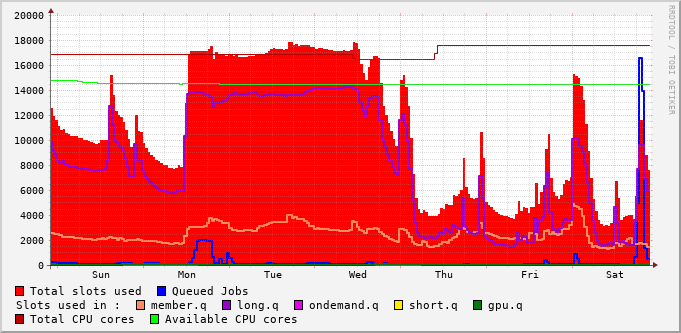 20000
18000
16000
14000
12000
10000
8000
6000
4000
2000
0
Sun Mon Tue Wed Thu Fri Sat
RRDTOOL / TOBI OETIKER
Total slots used Queued Jobs
Slots used in : member.q long.q ondemand.q short.q gpu.q
Total CPU cores Available CPU cores